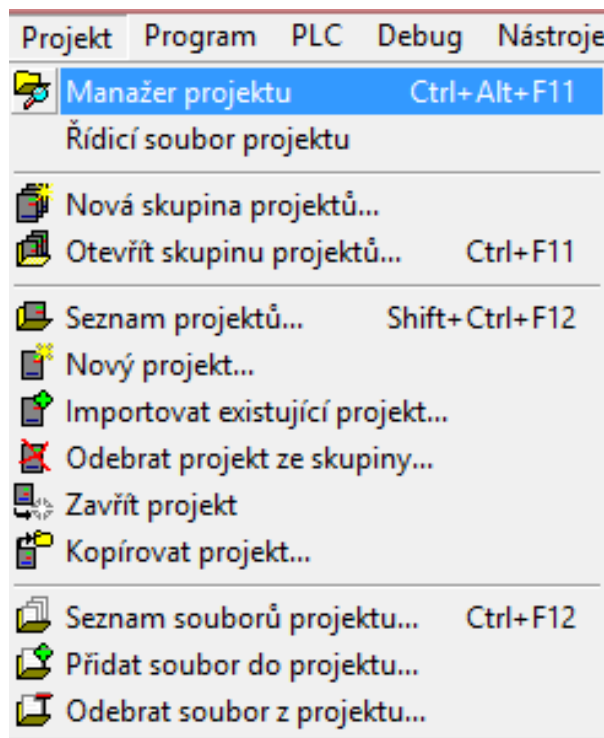 Projekt Program PLC Debug Nástroje
Manažer projektu Ctrl+Alt+F11
Řídicí soubor projektu
Nová skupina projektů...
Otevřít skupinu projektů... Ctrl+F11
Seznam projektů... Shift+Ctrl+F12
Nový projekt...
Importovat existující projekt...
Odebrat projekt ze skupiny...
Zavřít projekt
Kopírovat projekt...
Seznam souborů projektu... Ctrl+F12
Přidat soubor do projektu...
Odebrat soubor z projektu...